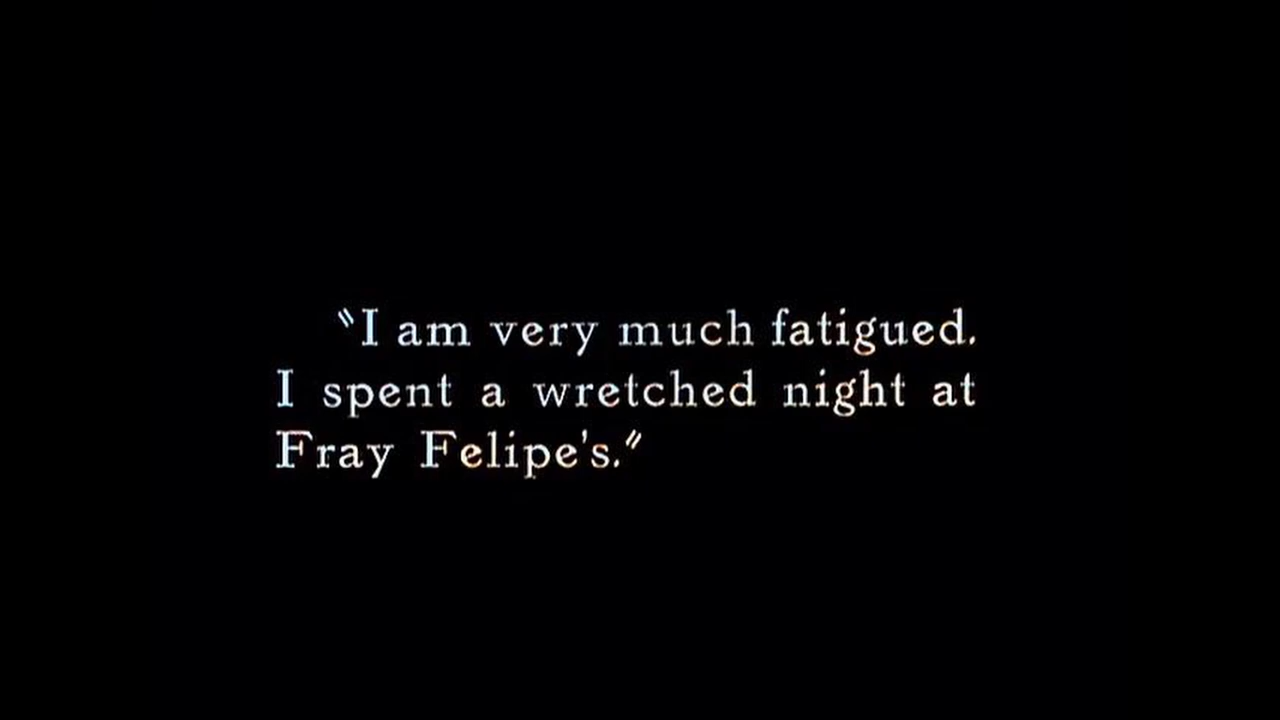 "I am very much fatigued.
I spent a wretched night at
Fray Felipe's."